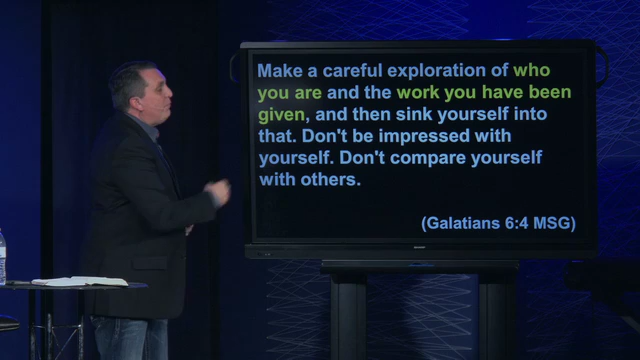 Make a careful exploration of who
you are and the work you have been
given, and then sink yourself into
that. Don't be impressed with
yourself. Don't compare yourself
with others.
(Galatians 6:4 MSG)
SHARP